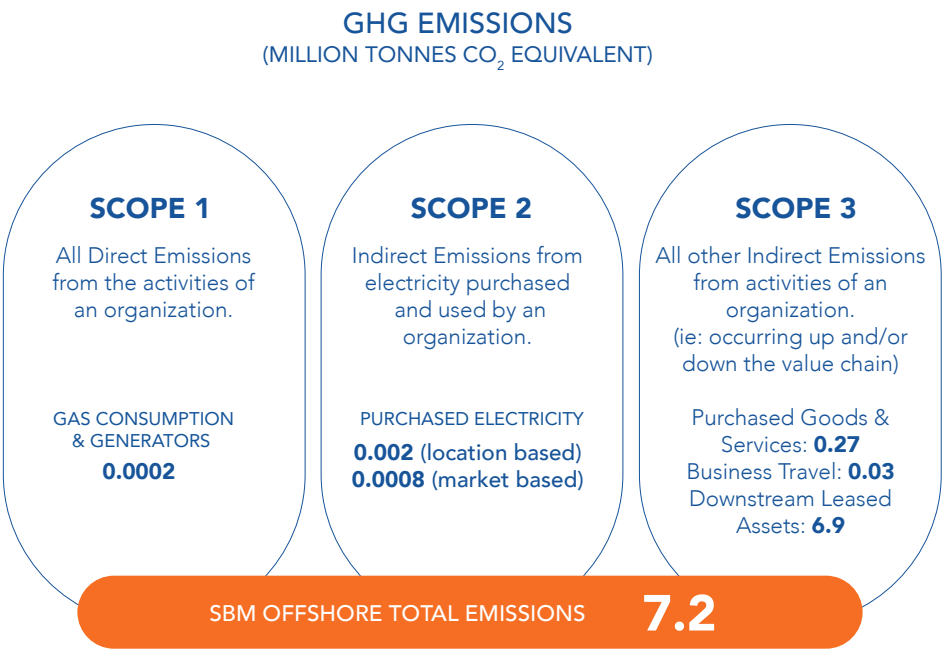 GHG EMISSIONS
(MILLION TONNES CO₂ EQUIVALENT)
SCOPE 1
All Direct Emissions
from the activities of
an organization.
GAS CONSUMPTION
& GENERATORS
0.0002
SCOPE 2
Indirect Emissions from
electricity purchased
and used by an
organization.
PURCHASED ELECTRICITY
0.002 (location based)
0.0008 (market based)
SCOPE 3
All other Indirect Emissions
from activities of an
organization.
(ie: occurring up and/or
down the value chain)
Purchased Goods &
Services: 0.27
Business Travel: 0.03
Downstream Leased
Assets: 6.9
SBM OFFSHORE TOTAL EMISSIONS 7.2